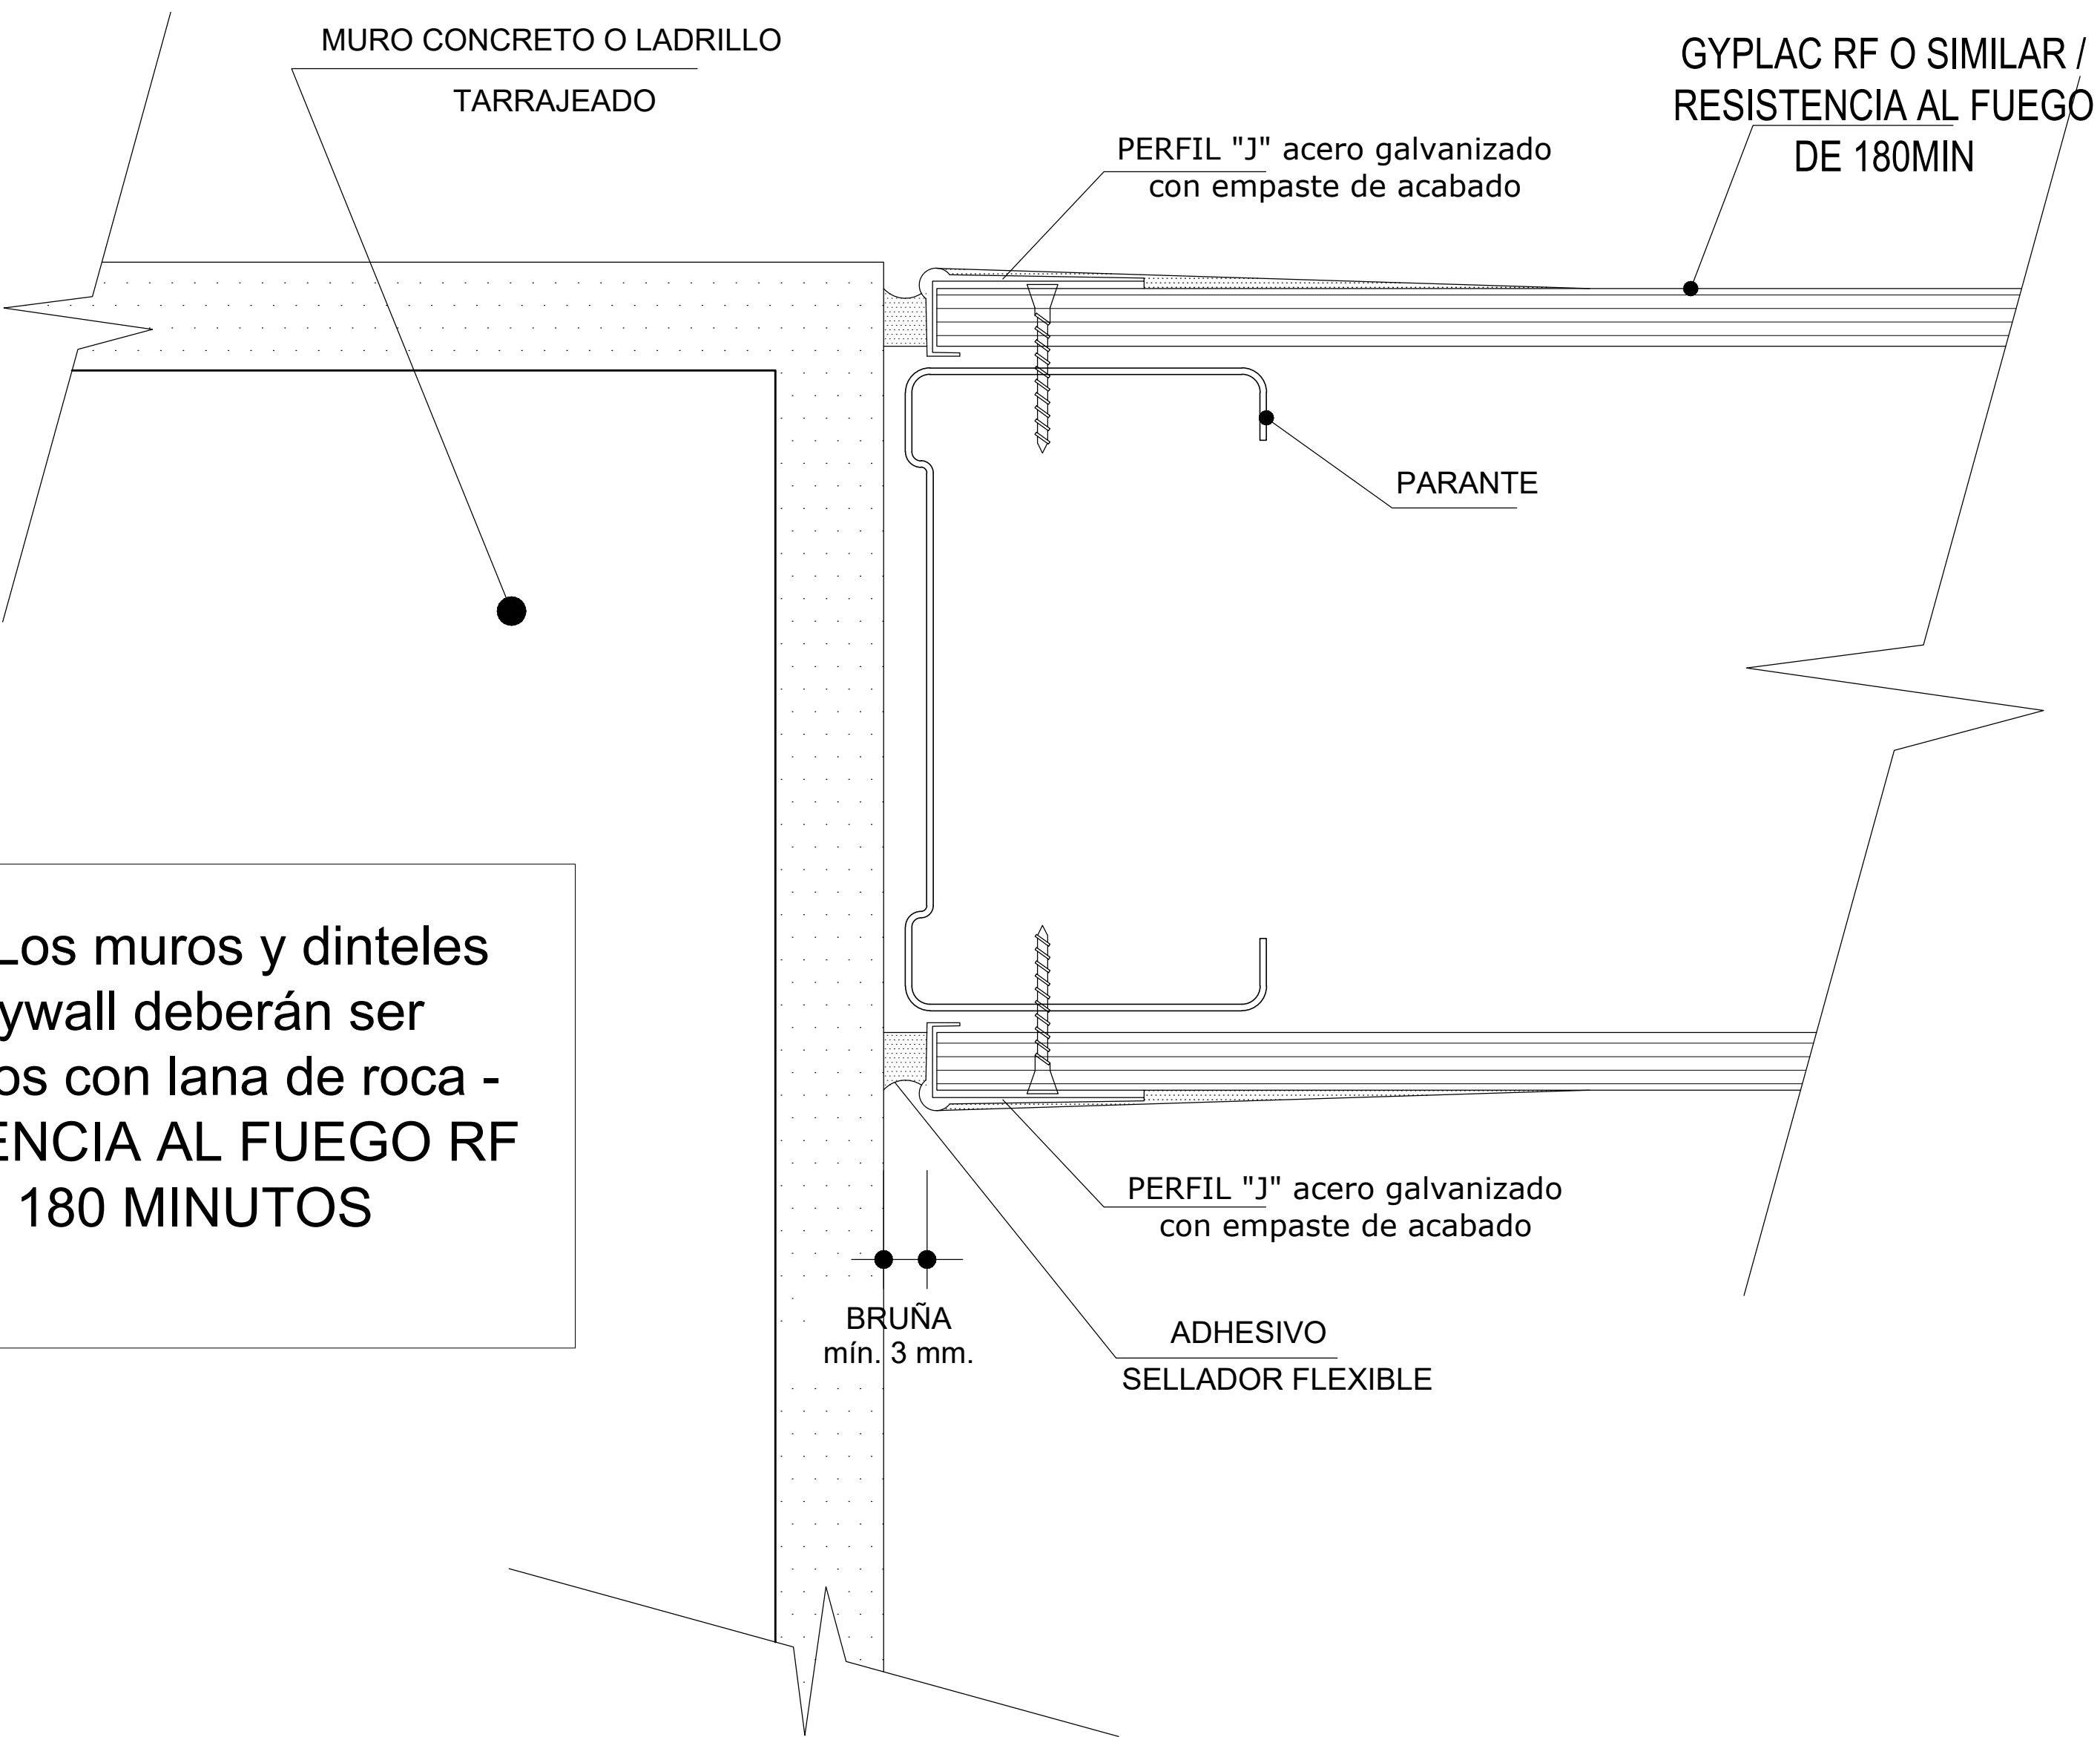 MURO CONCRETO O LADRILLO
TARRAJEADO
GYPLAC RF O SIMILAR /
RESISTENCIA AL FUEGO
DE 180MIN
PERFIL "J" acero galvanizado
con empaste de acabado
PARANTE
Los muros y dinteles
ywall deberán ser
os con lana de roca -
ENCIA AL FUEGO RF
180 MINUTOS
PERFIL "J" acero galvanizado
con empaste de acabado
BRUÑA
mín. 3 mm.
ADHESIVO
SELLADOR FLEXIBLE